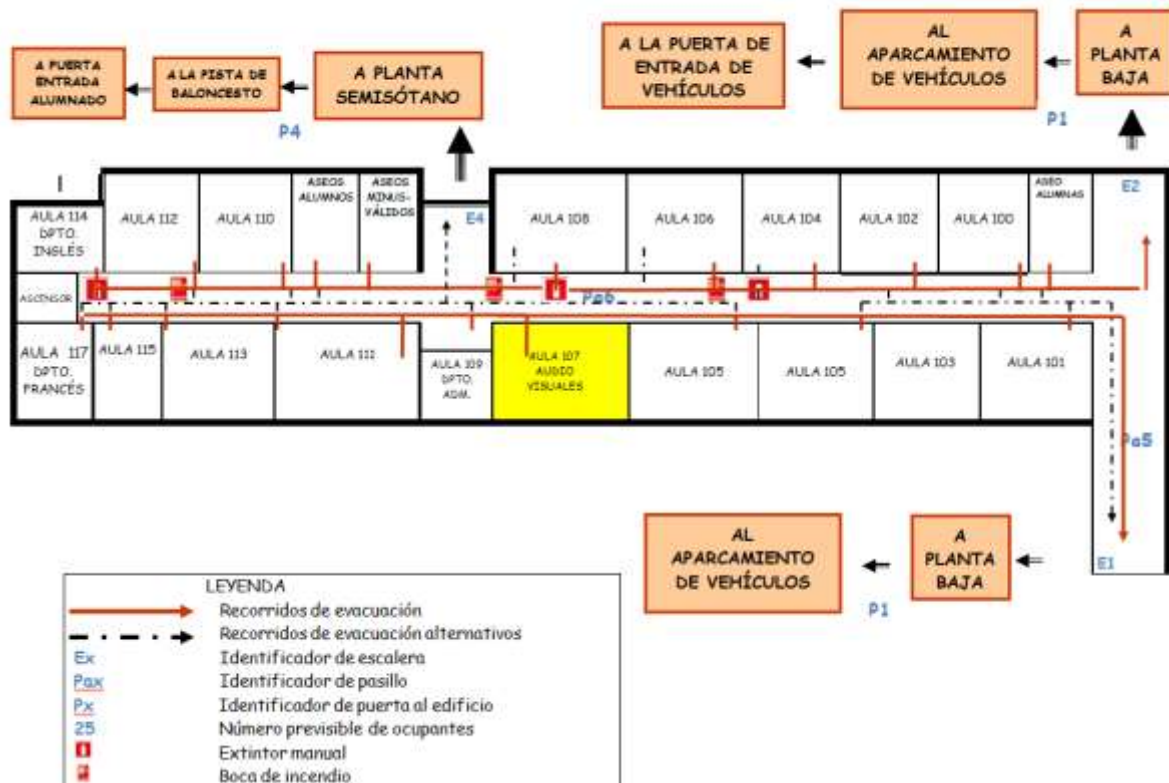 A PUERTA
ENTRADA
ALUMNADO
A LA PISTA DE
BALONCESTO
A PLANTA
SEMISÓTANO
P4
A LA PUERTA DE
ENTRADA DE
VEHÍCULOS
AL
APARCAMIENTO
DE VEHÍCULOS
A
PLANTA
BAJA
P1
AULA 114
DPTO.
INGLÉS
AULA 112
AULA 110
ASEOS
ALUMNOS
ASEOS
MINUS-
VÁLIDOS
E4
AULA 108
AULA 106
AULA 104
AULA 102
AULA 100
ASEO
ALUMNAS
E2
ASCENSOR
Pa6
AULA 117
DPTO.
FRANCÉS
AULA 115
AULA 113
AULA 111
AULA 109
DPTO.
ADM.
AULA 107
AUDIO
VISUALES
AULA 105
AULA 105
AULA 103
AULA 101
Pa5
E1
AL
APARCAMIENTO
DE VEHÍCULOS
A
PLANTA
BAJA
P1
LEYENDA
Recorridos de evacuación
Recorridos de evacuación alternativos
Ex Identificador de escalera
Pax Identificador de pasillo
Px Identificador de puerta al edificio
25 Número previsible de ocupantes
Extintor manual
Boca de incendio